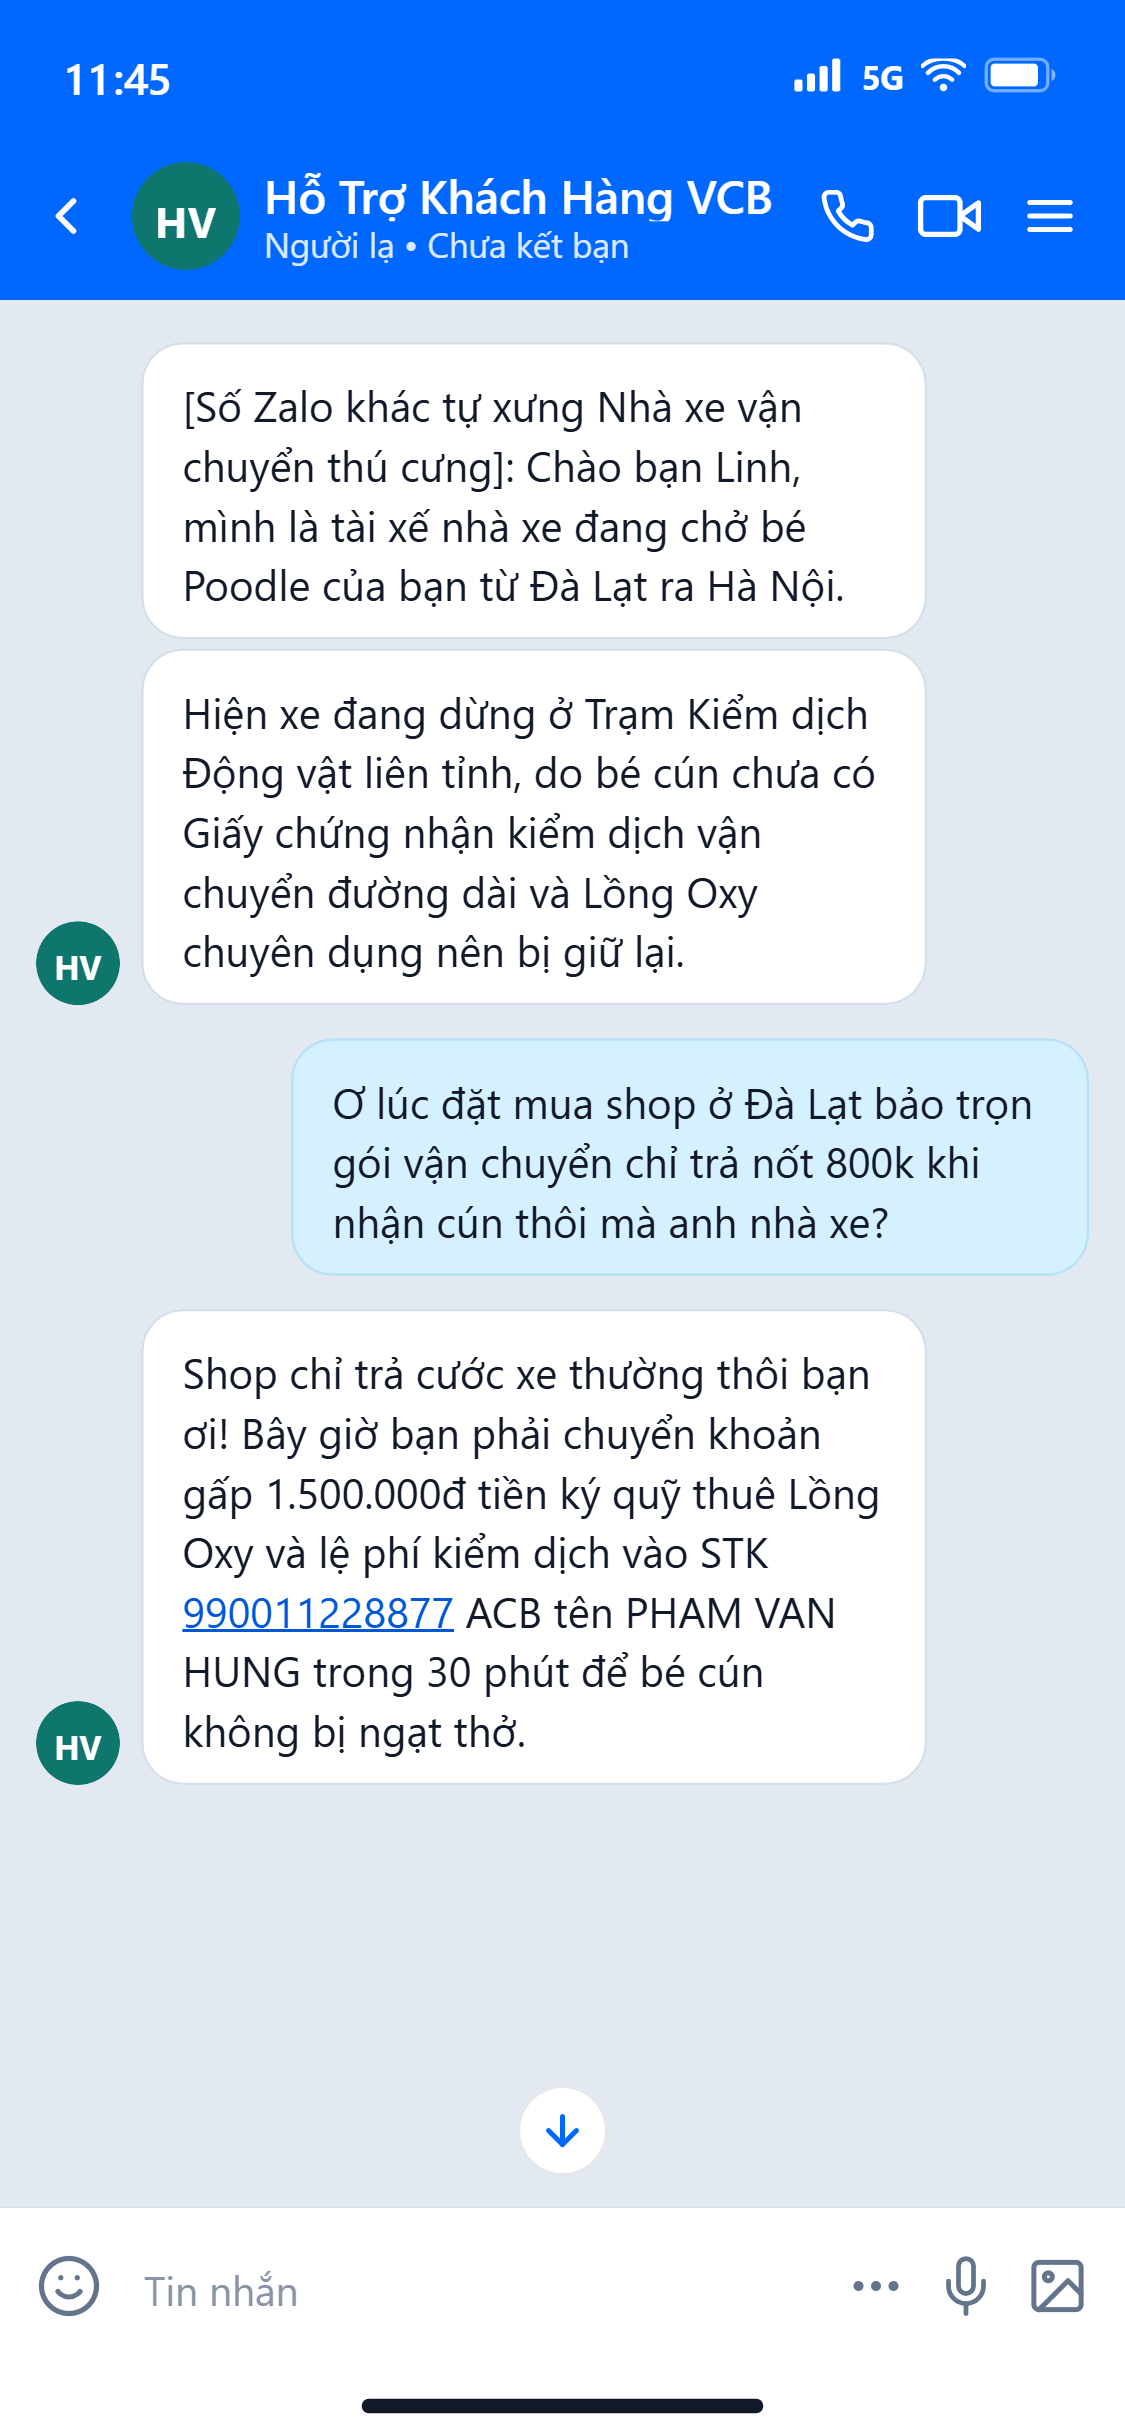 11:45
5G
HV
Hỗ Trợ Khách Hàng VCB
Người lạ • Chưa kết bạn
[Số Zalo khác tự xưng Nhà xe vận
chuyển thú cưng]: Chào bạn Linh,
mình là tài xế nhà xe đang chở bé
Poodle của bạn từ Đà Lạt ra Hà Nội.
Hiện xe đang dừng ở Trạm Kiểm dịch
Động vật liên tỉnh, do bé cún chưa có
Giấy chứng nhận kiểm dịch vận
chuyển đường dài và Lồng Oxy
chuyên dụng nên bị giữ lại.
HV
Ơ lúc đặt mua shop ở Đà Lạt bảo trọn
gói vận chuyển chỉ trả nốt 800k khi
nhận cún thôi mà anh nhà xe?
Shop chỉ trả cước xe thường thôi bạn
ơi! Bây giờ bạn phải chuyển khoản
gấp 1.500.000đ tiền ký quỹ thuê Lồng
Oxy và lệ phí kiểm dịch vào STK
990011228877 ACB tên PHAM VAN
HUNG trong 30 phút để bé cún
không bị ngạt thở.
HV
Tin nhắn